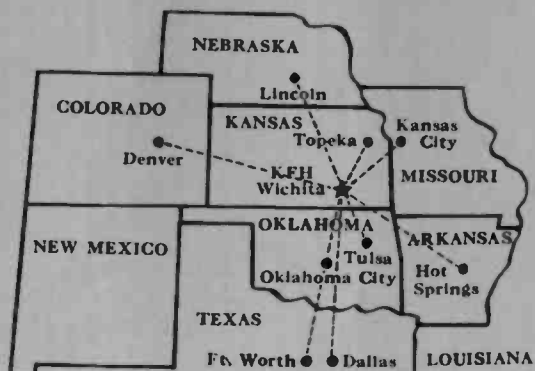 NEBRASKA
Lincoln
COLORADO
Denver
KANSAS
Topeka
Kansas
City
KFH
Wichita
MISSOURI
NEW MEXICO
OKLAHOMA
Tulsa
Oklahoma City
ARKANSAS
Hot
Springs
TEXAS
Ft. Worth
Dallas
LOUISIANA